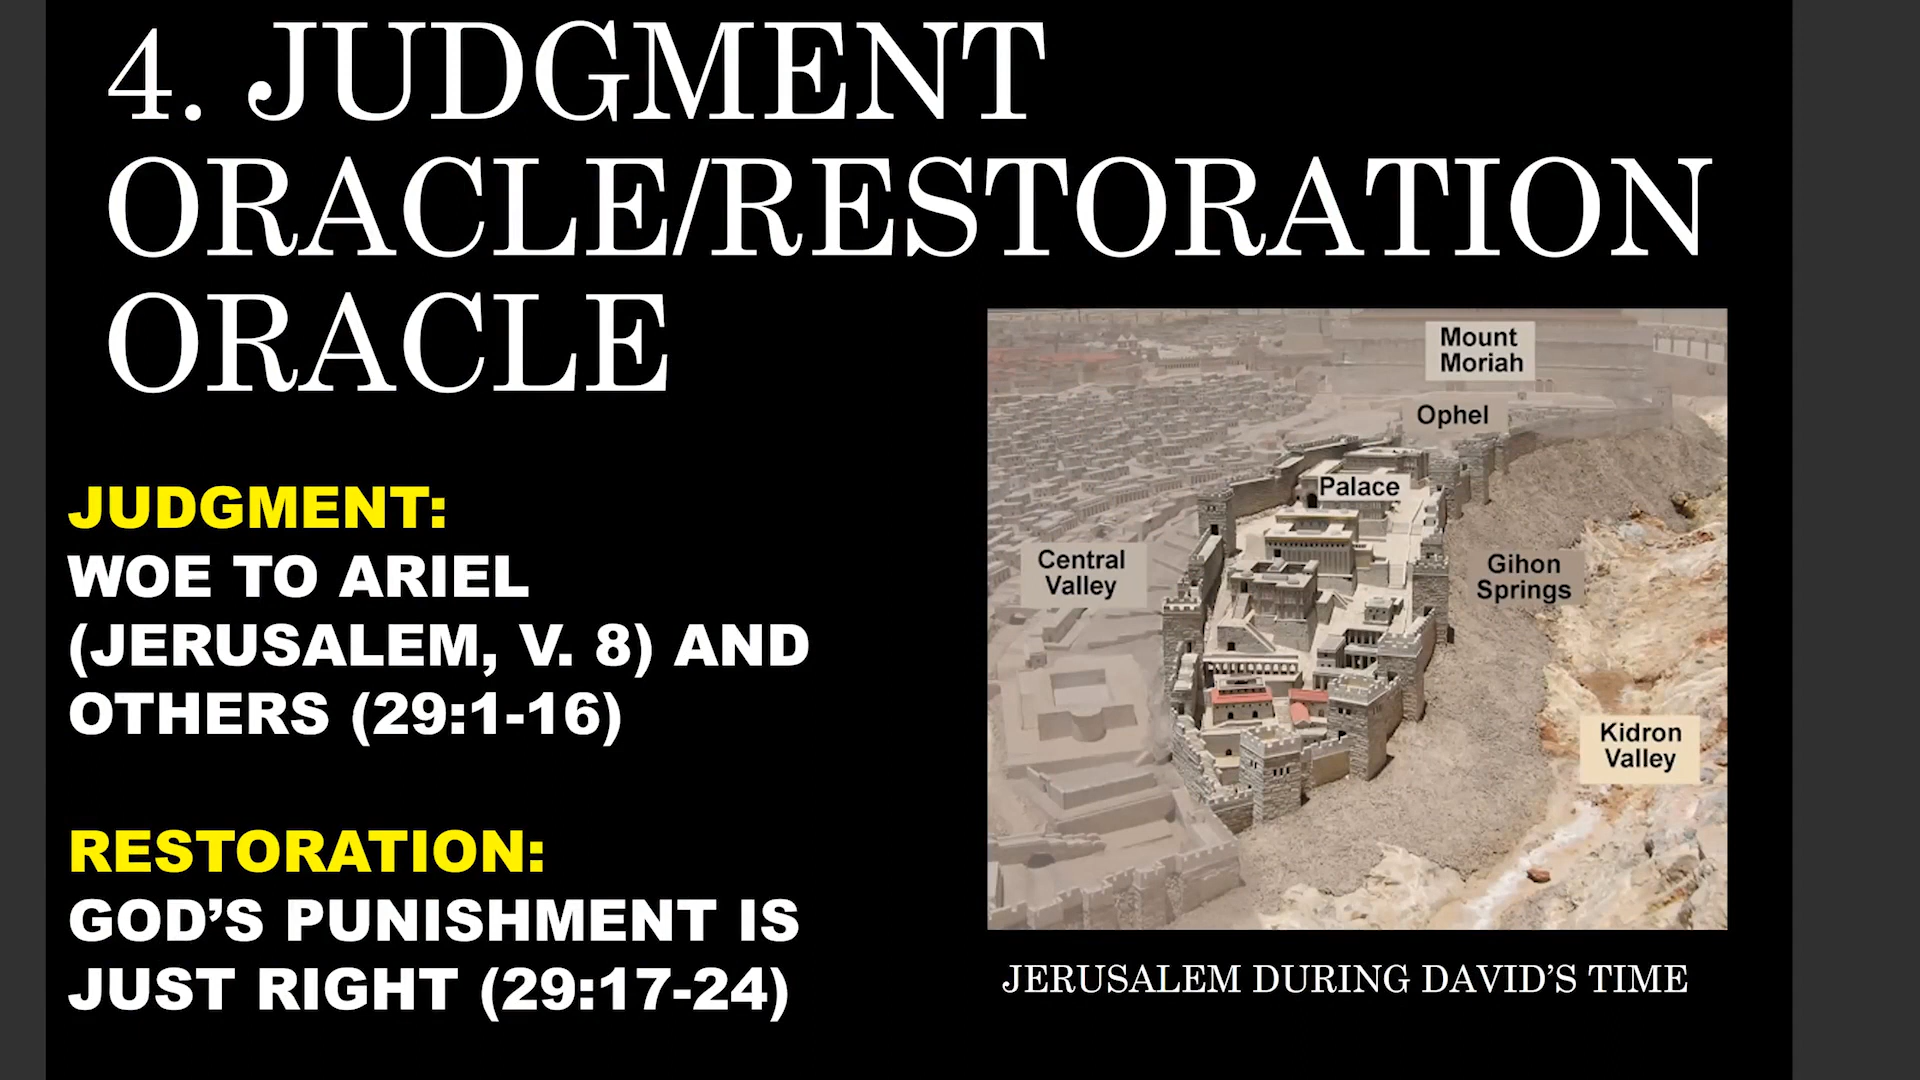 4. JUDGMENT
ORACLE/RESTORATION
ORACLE
JUDGMENT:
WOE TO ARIEL
(JERUSALEM, V. 8) AND
OTHERS (29:1-16)
RESTORATION:
GOD’S PUNISHMENT IS
JUST RIGHT (29:17-24)
Mount
Moriah
Ophel
Palace
Central
Valley
Gihon
Springs
Kidron
Valley
JERUSALEM DURING DAVID’S TIME